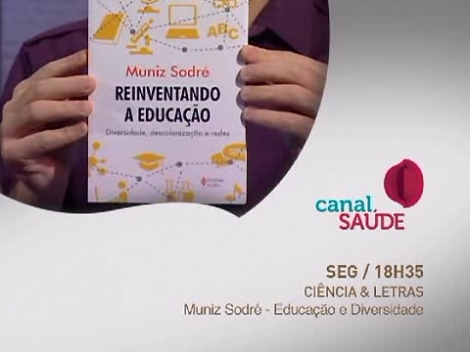 ABC
Muniz Sodré
REINVENTANDO
A EDUCAÇÃO
Diversidade, descolonização e redes
canal
SAÚDE
SEG / 18H35
CIÊNCIA & LETRAS
Muniz Sodré - Educação e Diversidade